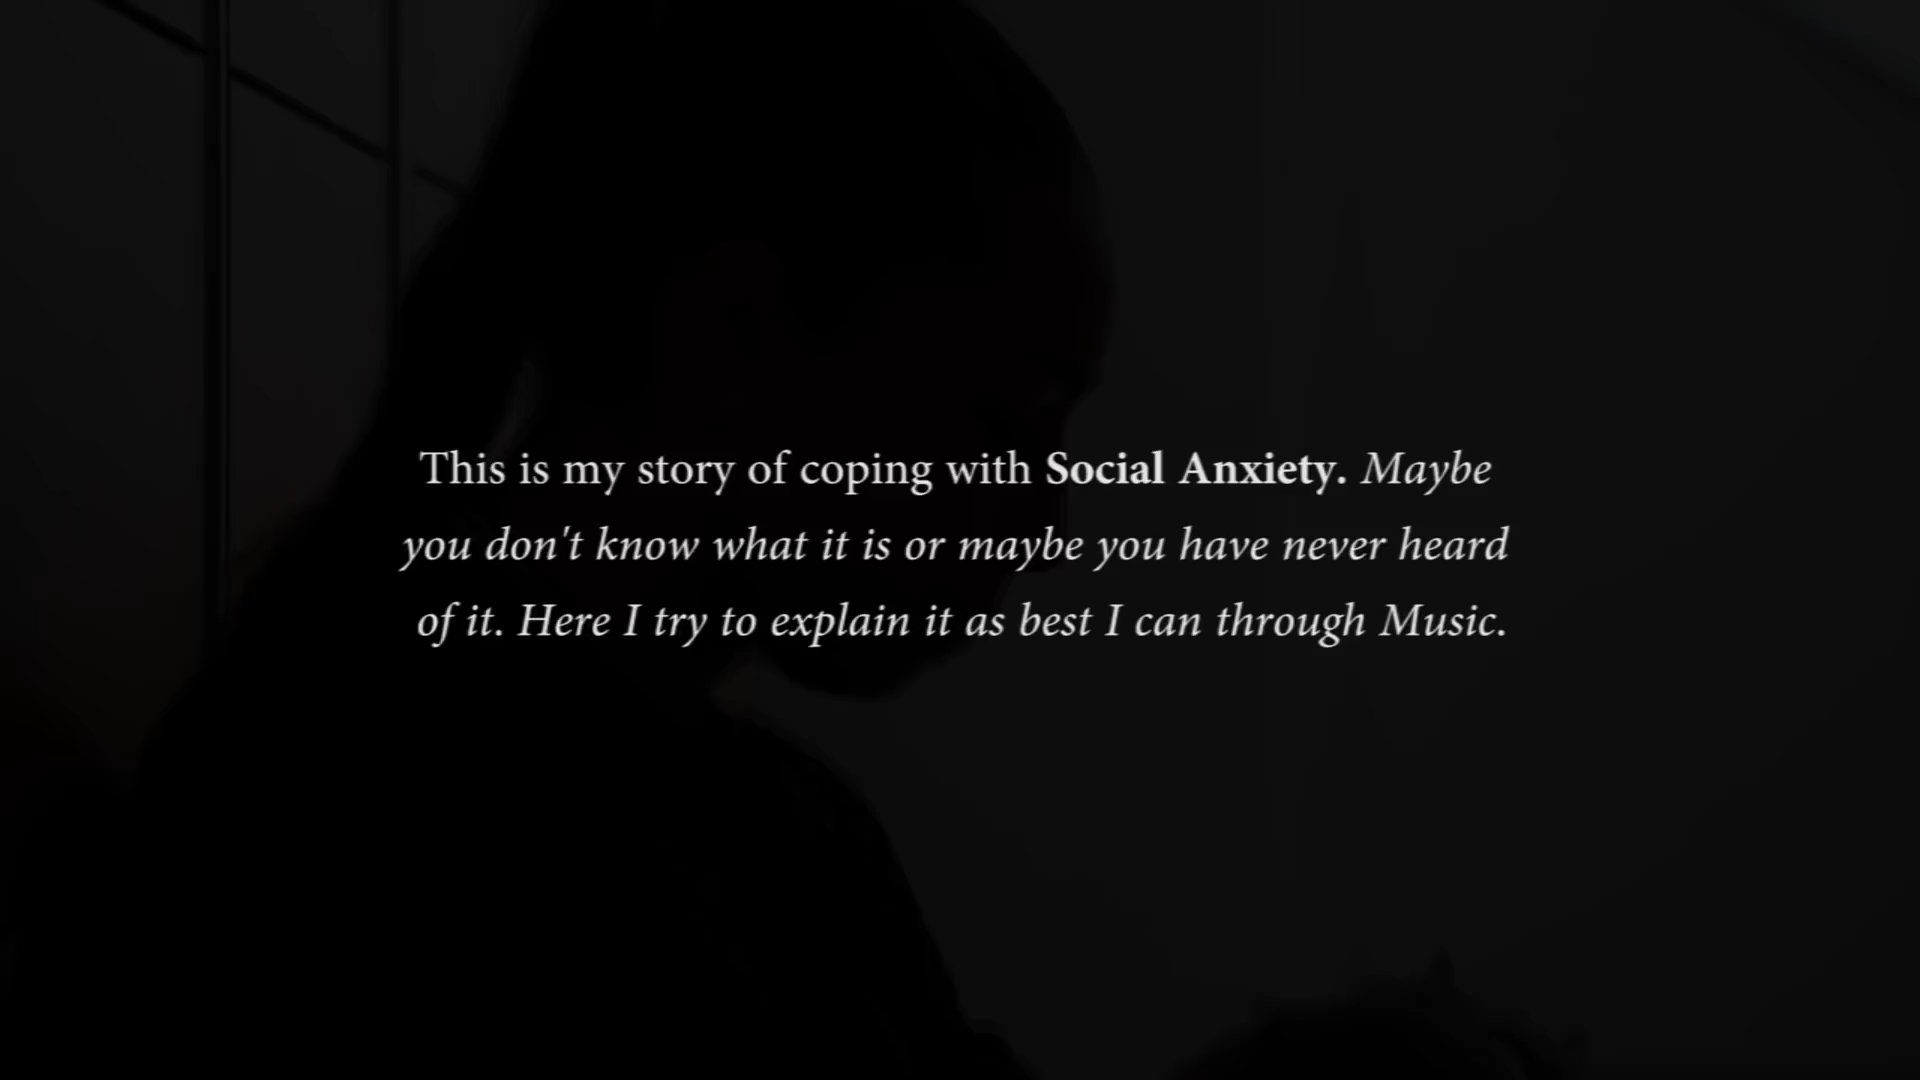 This is my story of coping with Social Anxiety. Maybe
you don't know what it is or maybe you have never heard
of it. Here I try to explain it as best I can through Music.